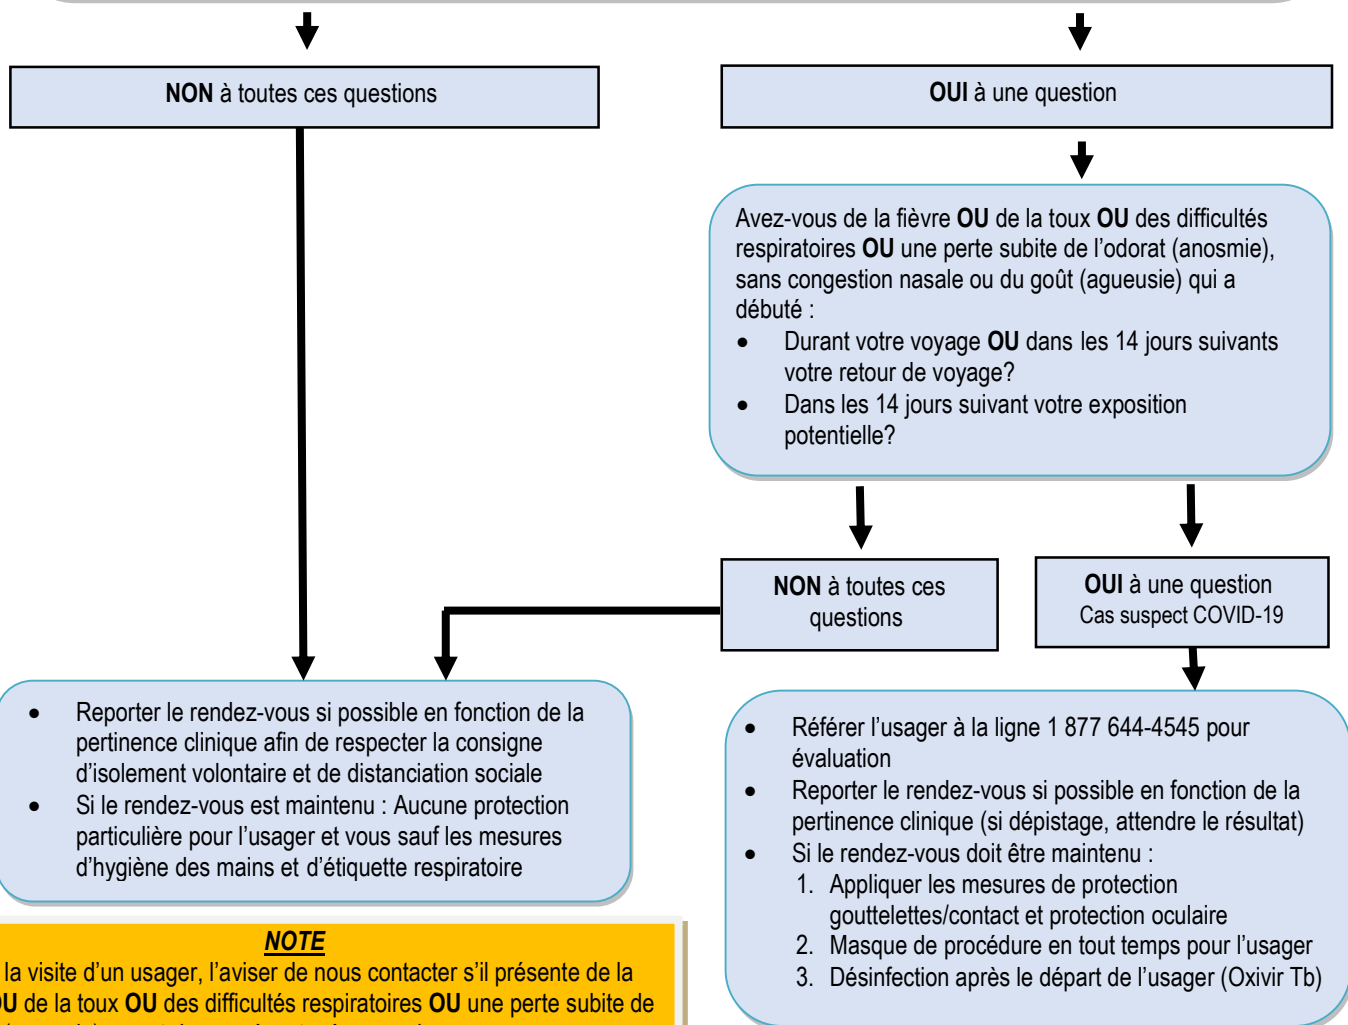 NON à toutes ces questions
OUI à une question
Avez-vous de la fièvre OU de la toux OU des difficultés
respiratoires OU une perte subite de l’odorat (anosmie),
sans congestion nasale ou du goût (agueusie) qui a
débuté :
• Durant votre voyage OU dans les 14 jours suivants
votre retour de voyage?
• Dans les 14 jours suivant votre exposition
potentielle?
NON à toutes ces
questions
OUI à une question
Cas suspect COVID-19
• Reporter le rendez-vous si possible en fonction de la
pertinence clinique afin de respecter la consigne
d’isolement volontaire et de distanciation sociale
• Si le rendez-vous est maintenu : Aucune protection
particulière pour l’usager et vous sauf les mesures
d’hygiène des mains et d’étiquette respiratoire
• Référer l’usager à la ligne 1 877 644-4545 pour
évaluation
• Reporter le rendez-vous si possible en fonction de la
pertinence clinique (si dépistage, attendre le résultat)
• Si le rendez-vous doit être maintenu :
1. Appliquer les mesures de protection
gouttelettes/contact et protection oculaire
2. Masque de procédure en tout temps pour l’usager
3. Désinfection après le départ de l’usager (Oxivir Tb)
NOTE
la visite d’un usager, l’aviser de nous contacter s’il présente de la
OU de la toux OU des difficultés respiratoires OU une perte subite de